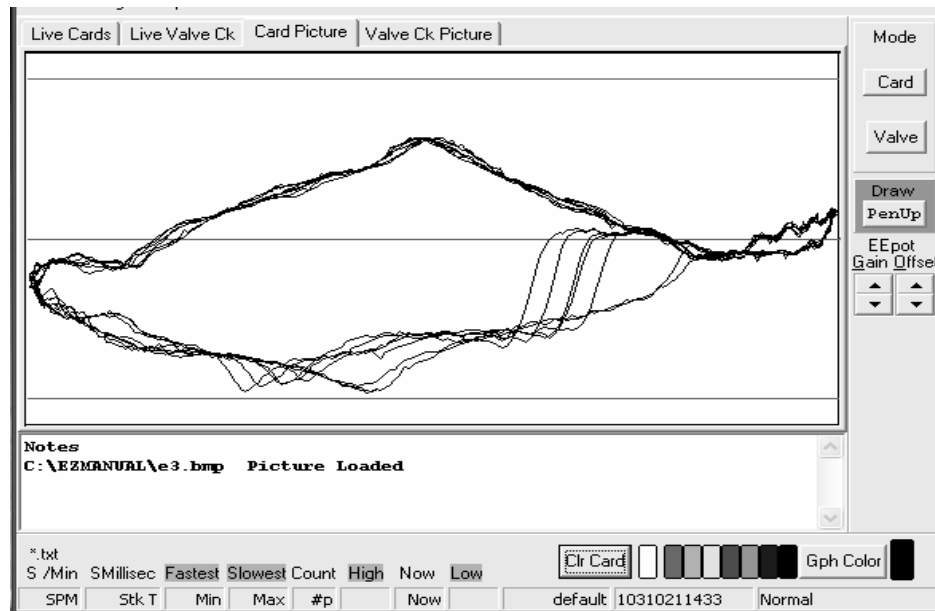 Live Cards Live Valve Ck Card Picture Valve Ck Picture
Mode
Card
Valve
Draw
PenUp
EEpot
Gain Offse
Notes
C:\EZMANUAL\e3.bmp Picture Loaded
*.txt
S /Min SMillisec Fastest Slowest Count High Now Low
Clr Card
Gph Color
SPM Stk T Min Max #p Now default 10310211433 Normal